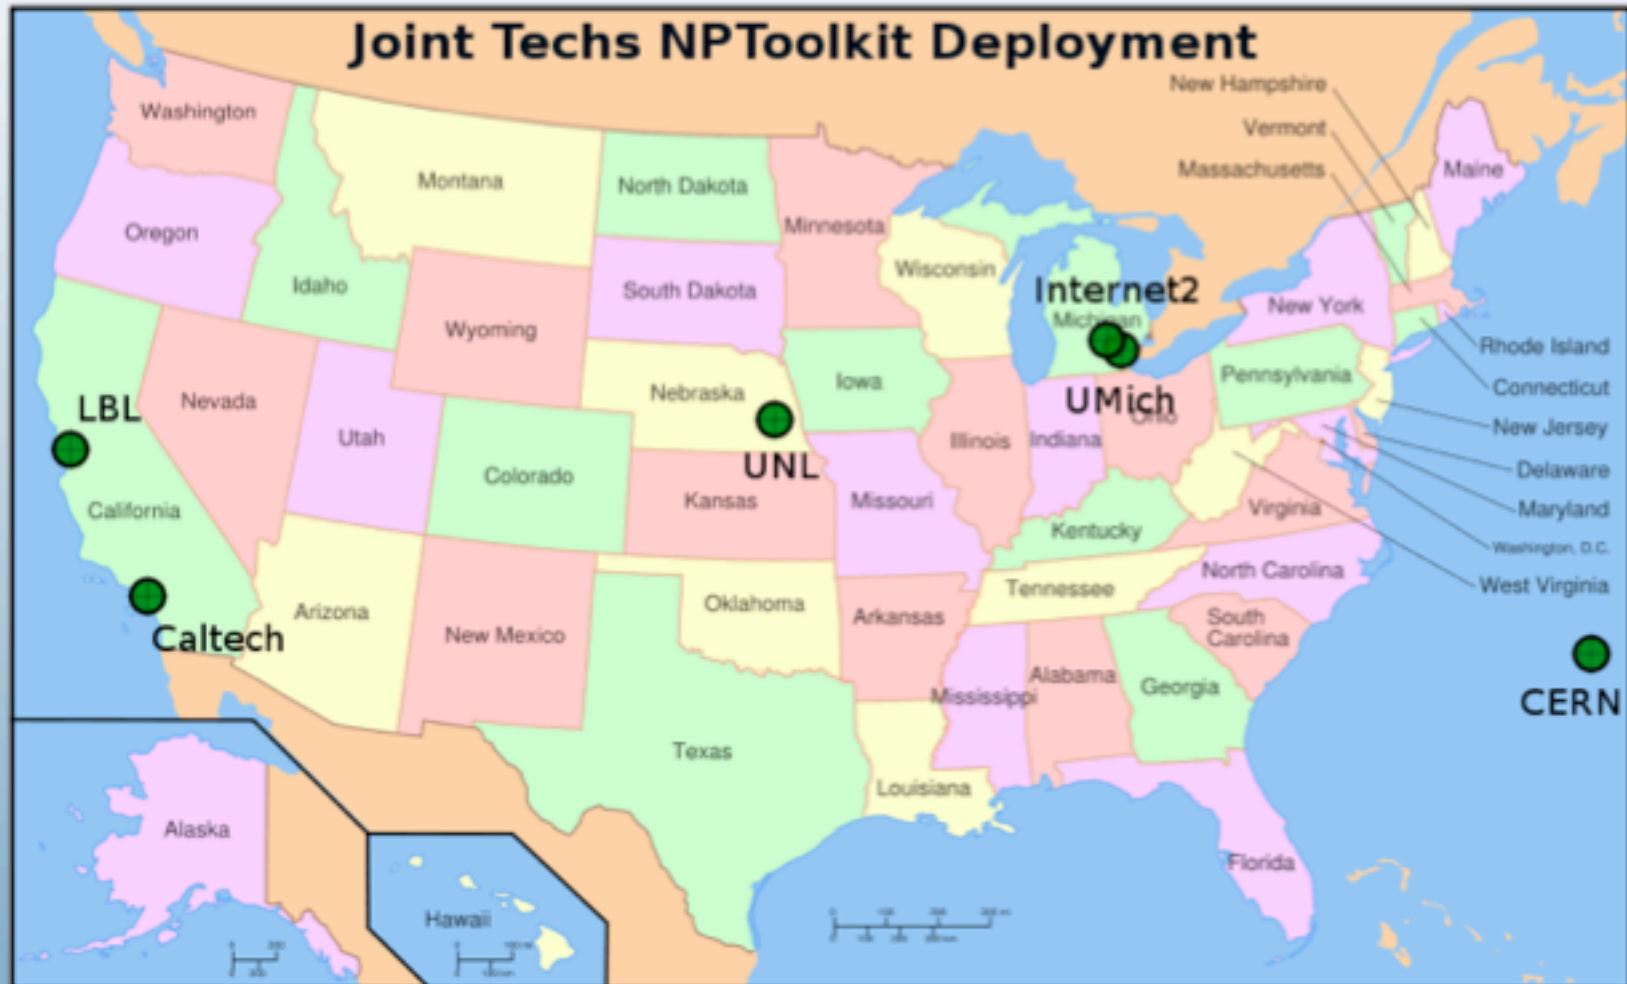 Joint Techs NPToolkit Deployment
New Hampshire
Vermont
Massachusetts
Washington
Maine
Montana
North Dakota
Minnesota
Oregon
Wisconsin
Idaho
South Dakota
Internet2
Michigan
New York
Wyoming
Rhode Island
Pennsylvania
Iowa
Connecticut
Nebraska
LBL
Nevada
UMich
Ohio
New Jersey
Utah
Illinois
Indiana
UNL
Delaware
Colorado
Kansas
Missouri
California
Virginia
Maryland
Kentucky
Washington, D.C.
North Carolina
West Virginia
Tennessee
Arizona
Oklahoma
Arkansas
South
Carolina
New Mexico
Caltech
Alabama
Georgia
Mississippi
CERN
Texas
Louisiana
Alaska
Florida
Hawaii